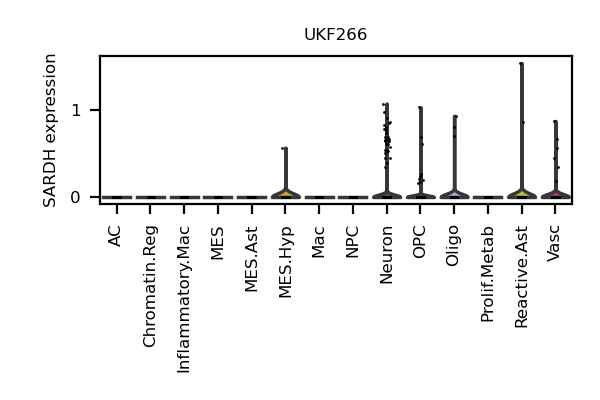 UKF266
SARDH expression
1
0
AC
Chromatin.Reg
Inflammatory.Mac
MES
MES.Ast
MES.Hyp
Mac
NPC
Neuron
OPC
Oligo
Prolif.Metab
Reactive.Ast
Vasc